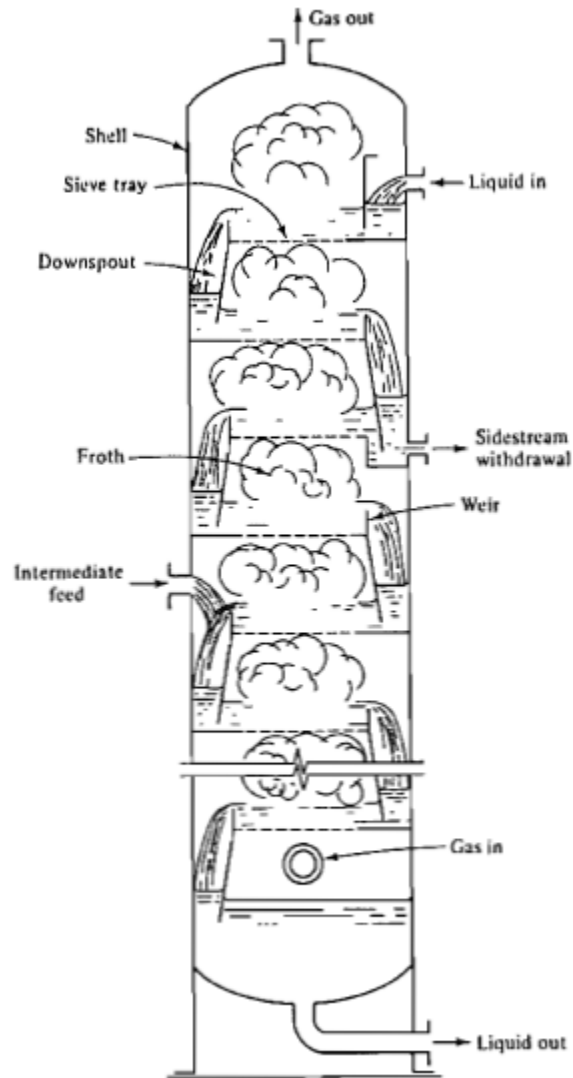 Gas out
Shell
Liquid in
Sieve tray
Downspout
Sidestream
withdrawal
Froth
Weir
Intermediate
feed
Gas in
Liquid out